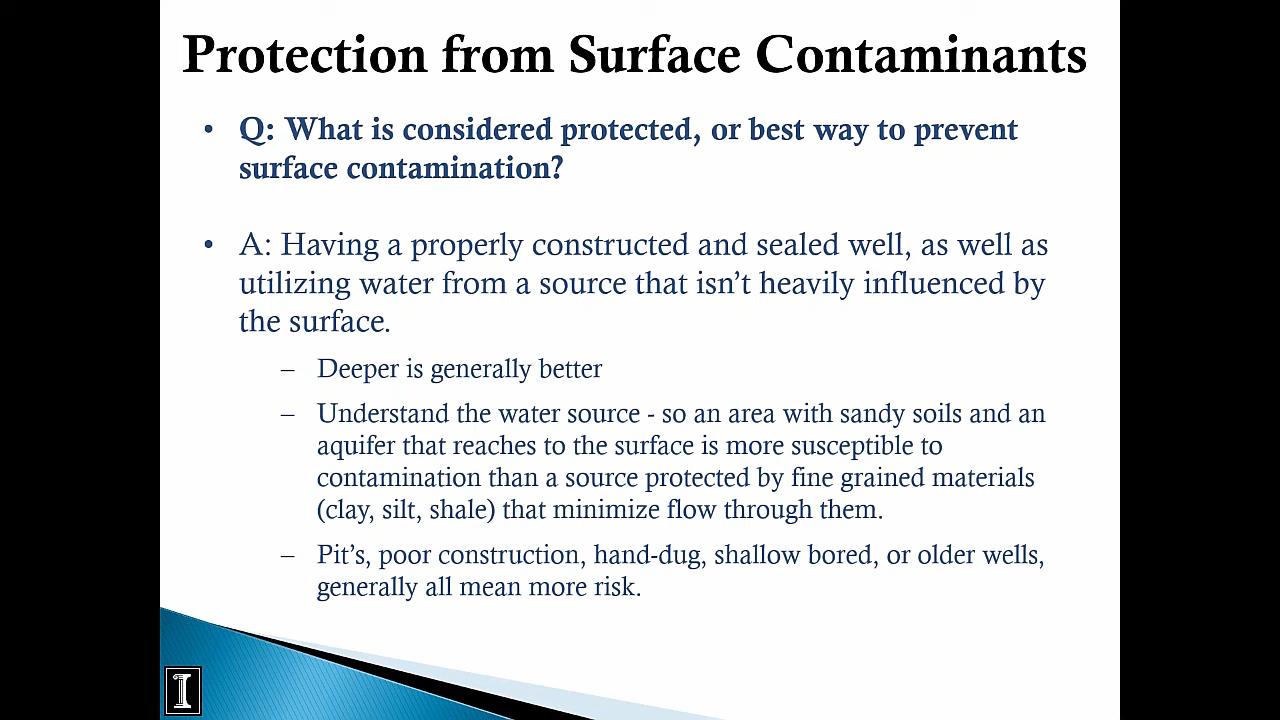 Protection from Surface Contaminants
• Q: What is considered protected, or best way to prevent
surface contamination?
• A: Having a properly constructed and sealed well, as well as
utilizing water from a source that isn’t heavily influenced by
the surface.
– Deeper is generally better
– Understand the water source - so an area with sandy soils and an
aquifer that reaches to the surface is more susceptible to
contamination than a source protected by fine grained materials
(clay, silt, shale) that minimize flow through them.
– Pit’s, poor construction, hand-dug, shallow bored, or older wells,
generally all mean more risk.
I